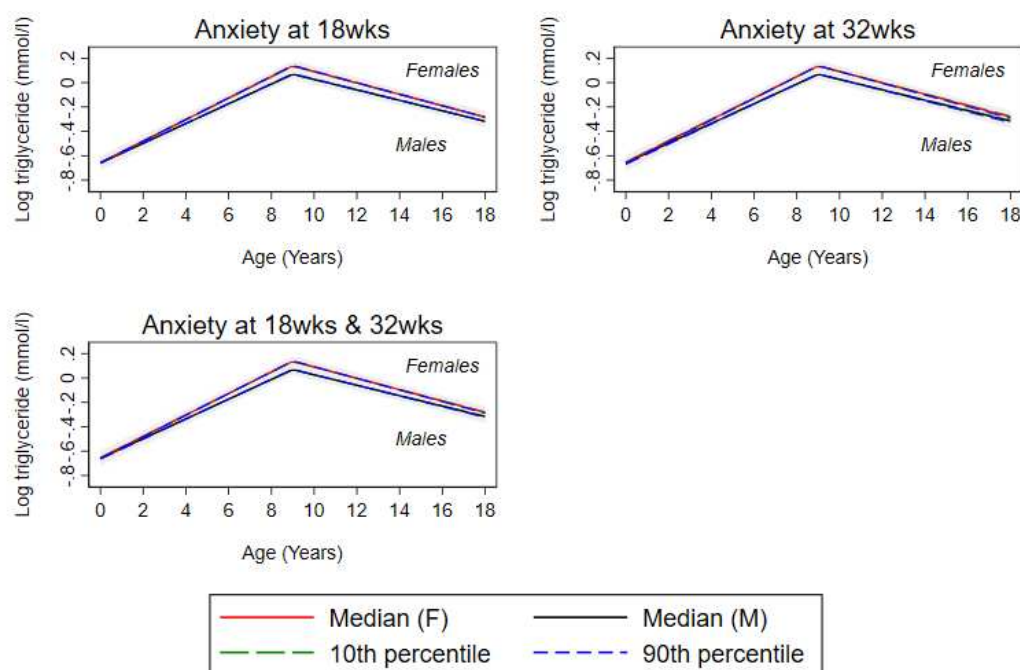 Anxiety at 18wks
Log triglyceride (mmol/l)
.2
0
-.2
-.4
-.6
-.8
Females
Males
0 2 4 6 8 10 12 14 16 18
Age (Years)
Anxiety at 32wks
Log triglyceride (mmol/l)
.2
0
-.2
-.4
-.6
-.8
Females
Males
0 2 4 6 8 10 12 14 16 18
Age (Years)
Anxiety at 18wks & 32wks
Log triglyceride (mmol/l)
.2
0
-.2
-.4
-.6
-.8
Females
Males
0 2 4 6 8 10 12 14 16 18
Age (Years)
Median (F) Median (M)
10th percentile 90th percentile